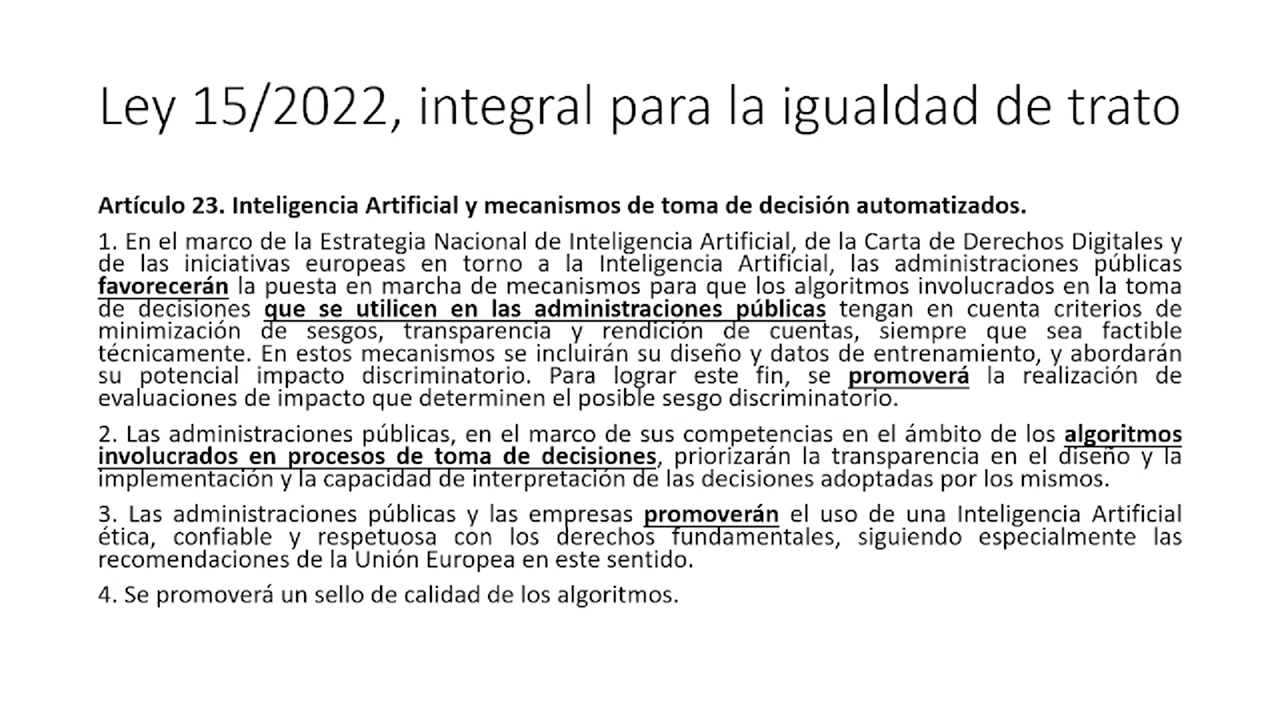 Ley 15/2022, integral para la igualdad de trato
Artículo 23. Inteligencia Artificial y mecanismos de toma de decisión automatizados.
1. En el marco de la Estrategia Nacional de Inteligencia Artificial, de la Carta de Derechos Digitales y
de las iniciativas europeas en torno a la Inteligencia Artificial, las administraciones públicas
favorecerán la puesta en marcha de mecanismos para que los algoritmos involucrados en la toma
de decisiones que se utilicen en las administraciones públicas tengan en cuenta criterios de
minimización de sesgos, transparencia y rendición de cuentas, siempre que sea factible
técnicamente. En estos mecanismos se incluirán su diseño y datos de entrenamiento, y abordarán
su potencial impacto discriminatorio. Para lograr este fin, se promoverá la realización de
evaluaciones de impacto que determinen el posible sesgo discriminatorio.
2. Las administraciones públicas, en el marco de sus competencias en el ámbito de los algoritmos
involucrados en procesos de toma de decisiones, priorizarán la transparencia en el diseño y la
implementación y la capacidad de interpretación de las decisiones adoptadas por los mismos.
3. Las administraciones públicas y las empresas promoverán el uso de una Inteligencia Artificial
ética, confiable y respetuosa con los derechos fundamentales, siguiendo especialmente las
recomendaciones de la Unión Europea en este sentido.
4. Se promoverá un sello de calidad de los algoritmos.